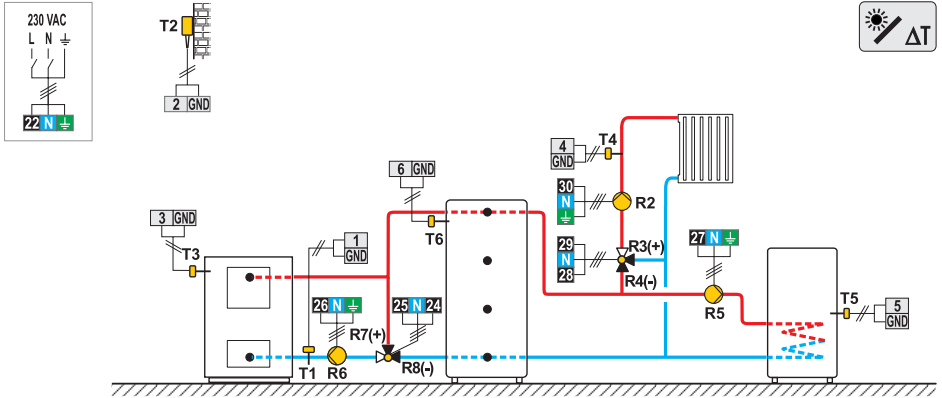 230 VAC
L N
22 N
T2
2 GND
ΔT
4
GND
T4
6 GND
30
N
R2
3 GND
T3
1
GND
T6
29
N
28
R3(+)
R4(-)
27 N
26 N
25 N 24
R7(+)
R5
T5
5
GND
T1
R6
R8(-)